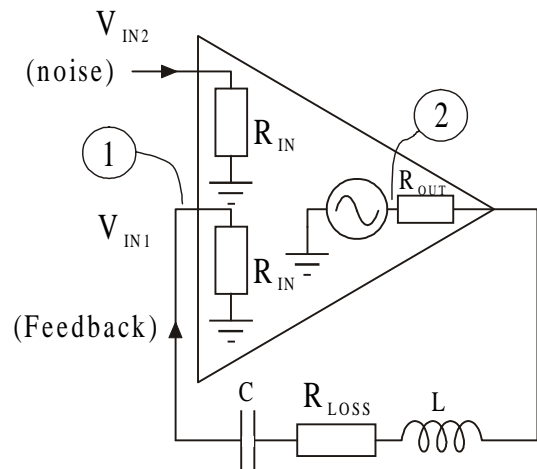 V IN2
(noise)
R IN
1
2
R OUT
V IN1
R IN
(Feedback)
C
R LOSS
L